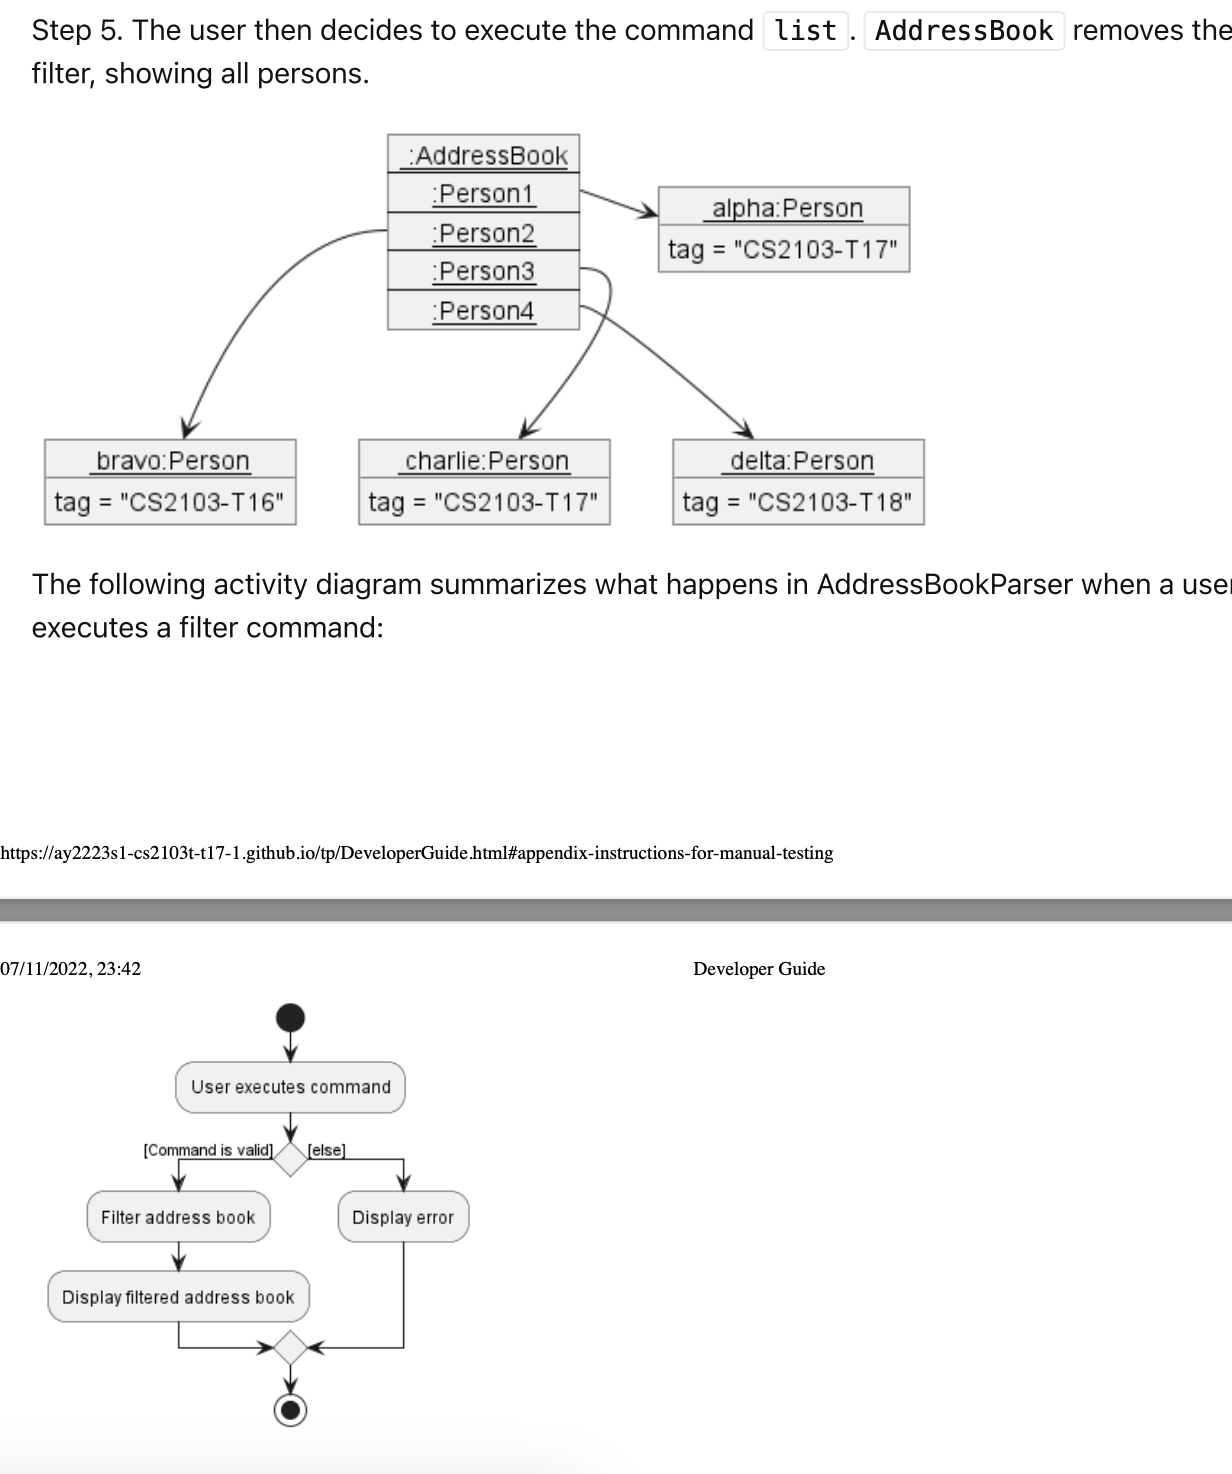 Step 5. The user then decides to execute the command list. AddressBook removes the
filter, showing all persons.
:AddressBook
:Person1
:Person2
:Person3
:Person4
alpha:Person
tag = "CS2103-T17"
bravo:Person
tag = "CS2103-T16"
charlie:Person
tag = "CS2103-T17"
delta:Person
tag = "CS2103-T18"
The following activity diagram summarizes what happens in AddressBookParser when a user
executes a filter command:
https://ay2223s1-cs2103t-t17-1.github.io/tp/DeveloperGuide.html#appendix-instructions-for-manual-testing
07/11/2022, 23:42
Developer Guide
User executes command
[Command is valid]
[else]
Filter address book
Display error
Display filtered address book